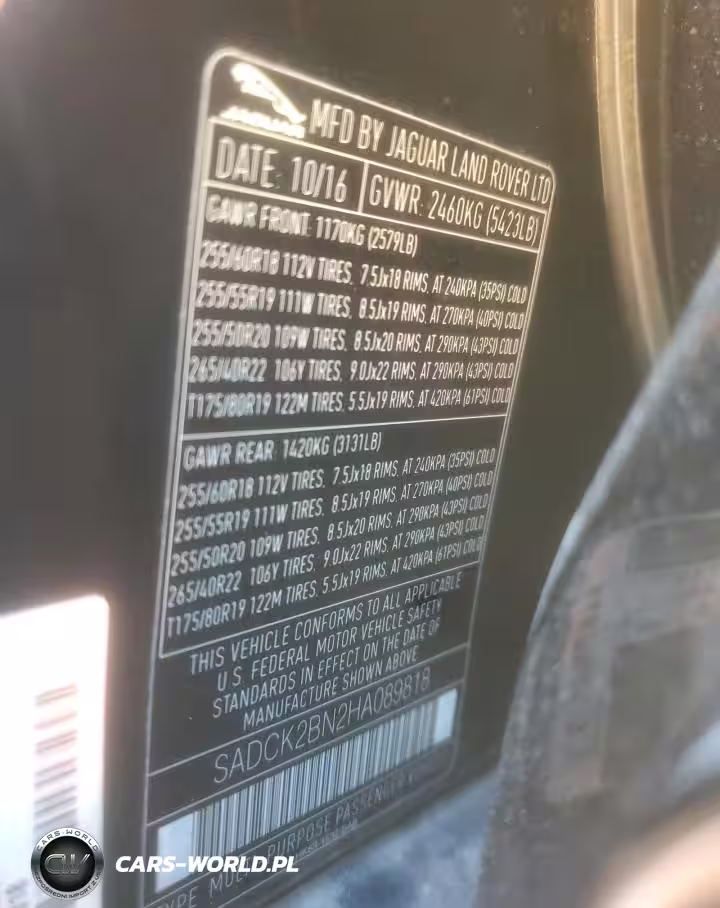 JAGUAR
MFD BY JAGUAR LAND ROVER LTD
DATE: 10/16 GVWR: 2460KG (5423LB)
GAWR FRONT: 1170KG (2579LB)
255/60R18 112V TIRES, 7.5Jx18 RIMS, AT 240KPA (35PSI) COLD
255/55R19 111W TIRES, 8.5Jx19 RIMS, AT 270KPA (40PSI) COLD
255/50R20 109W TIRES, 8.5Jx20 RIMS, AT 290KPA (43PSI) COLD
265/40R22 106Y TIRES, 9.0Jx22 RIMS, AT 290KPA (43PSI) COLD
T175/80R19 122M TIRES, 5.5Jx19 RIMS, AT 420KPA (61PSI) COLD
GAWR REAR: 1420KG (3131LB)
255/60R18 112V TIRES, 7.5Jx18 RIMS, AT 240KPA (35PSI) COLD
255/55R19 111W TIRES, 8.5Jx19 RIMS, AT 270KPA (40PSI) COLD
255/50R20 109W TIRES, 8.5Jx20 RIMS, AT 290KPA (43PSI) COLD
265/40R22 106Y TIRES, 9.0Jx22 RIMS, AT 290KPA (43PSI) COLD
T175/80R19 122M TIRES, 5.5Jx19 RIMS, AT 420KPA (61PSI) COLD
THIS VEHICLE CONFORMS TO ALL APPLICABLE
U.S. FEDERAL MOTOR VEHICLE SAFETY
STANDARDS IN EFFECT ON THE DATE OF
MANUFACTURE SHOWN ABOVE
SADCK2BN2HA089818
TYPE MULTI-PURPOSE PASSENGER
CARS-WORLD
CW
CARS-WORLD.PL